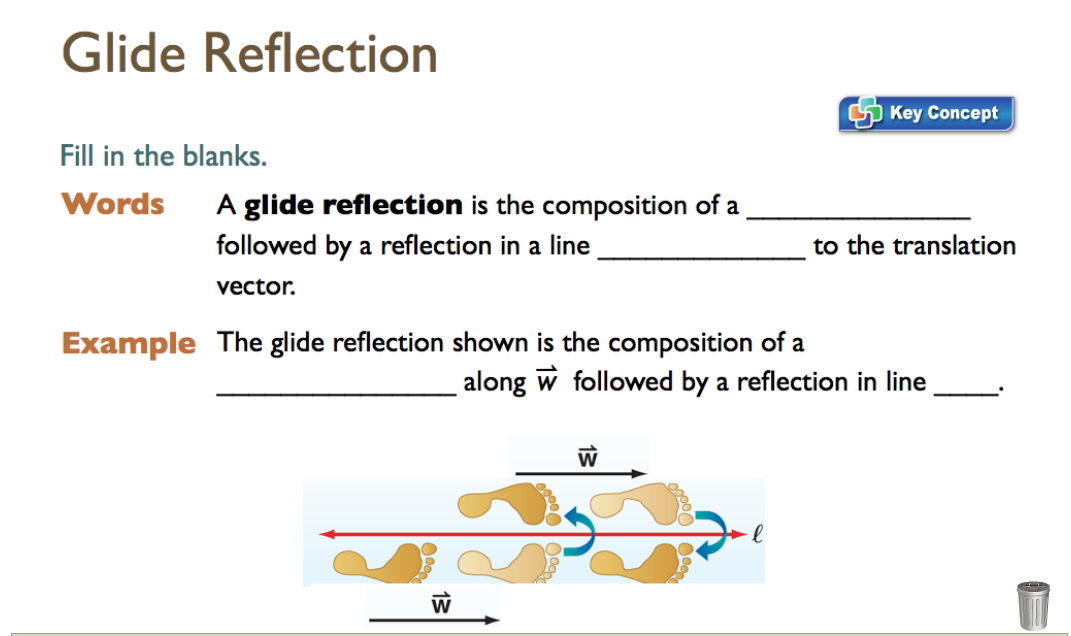 Glide Reflection
Key Concept
Fill in the blanks.
Words A glide reflection is the composition of a ______________
followed by a reflection in a line _____________ to the translation
vector.
Example The glide reflection shown is the composition of a
_______________ along w⃗ followed by a reflection in line ____.
w⃗
ℓ
w⃗